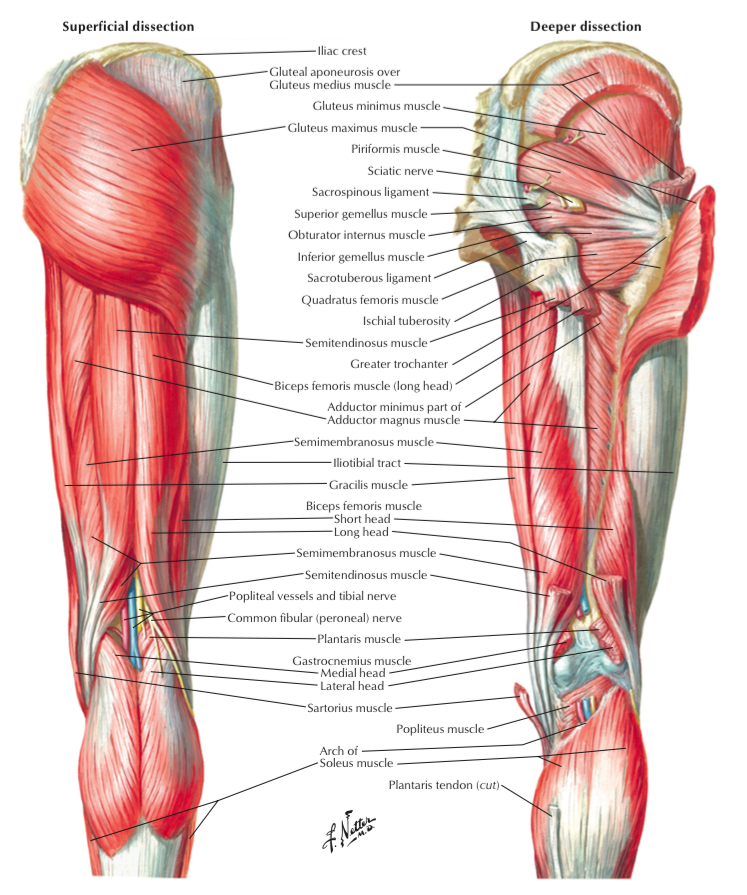 Superficial dissection
Deeper dissection
Iliac crest
Gluteal aponeurosis over
Gluteus medius muscle
Gluteus minimus muscle
Gluteus maximus muscle
Piriformis muscle
Sciatic nerve
Sacrospinous ligament
Superior gemellus muscle
Obturator internus muscle
Inferior gemellus muscle
Sacrotuberous ligament
Quadratus femoris muscle
Ischial tuberosity
Semitendinosus muscle
Greater trochanter
Biceps femoris muscle (long head)
Adductor minimus part of
Adductor magnus muscle
Semimembranosus muscle
Iliotibial tract
Gracilis muscle
Biceps femoris muscle
Short head
Long head
Semimembranosus muscle
Semitendinosus muscle
Popliteal vessels and tibial nerve
Common fibular (peroneal) nerve
Plantaris muscle
Gastrocnemius muscle
Medial head
Lateral head
Sartorius muscle
Popliteus muscle
Arch of
Soleus muscle
Plantaris tendon (cut)
F. Netter
M.D.